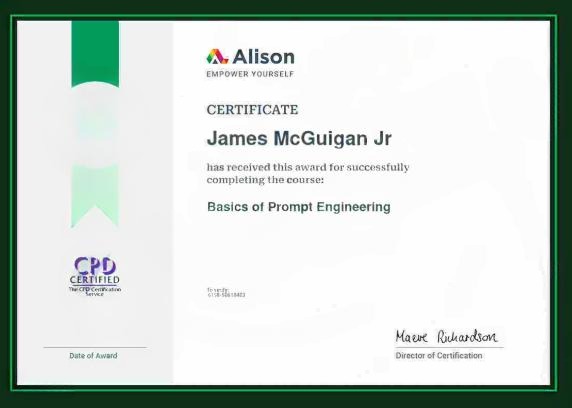 Alison
EMPOWER YOURSELF
CERTIFICATE
James McGuigan Jr
has received this award for successfully
completing the course:
Basics of Prompt Engineering
CPD
CERTIFIED
The CPD Certification
Service
To verify:
Maeve Richardson
Date of Award
Director of Certification